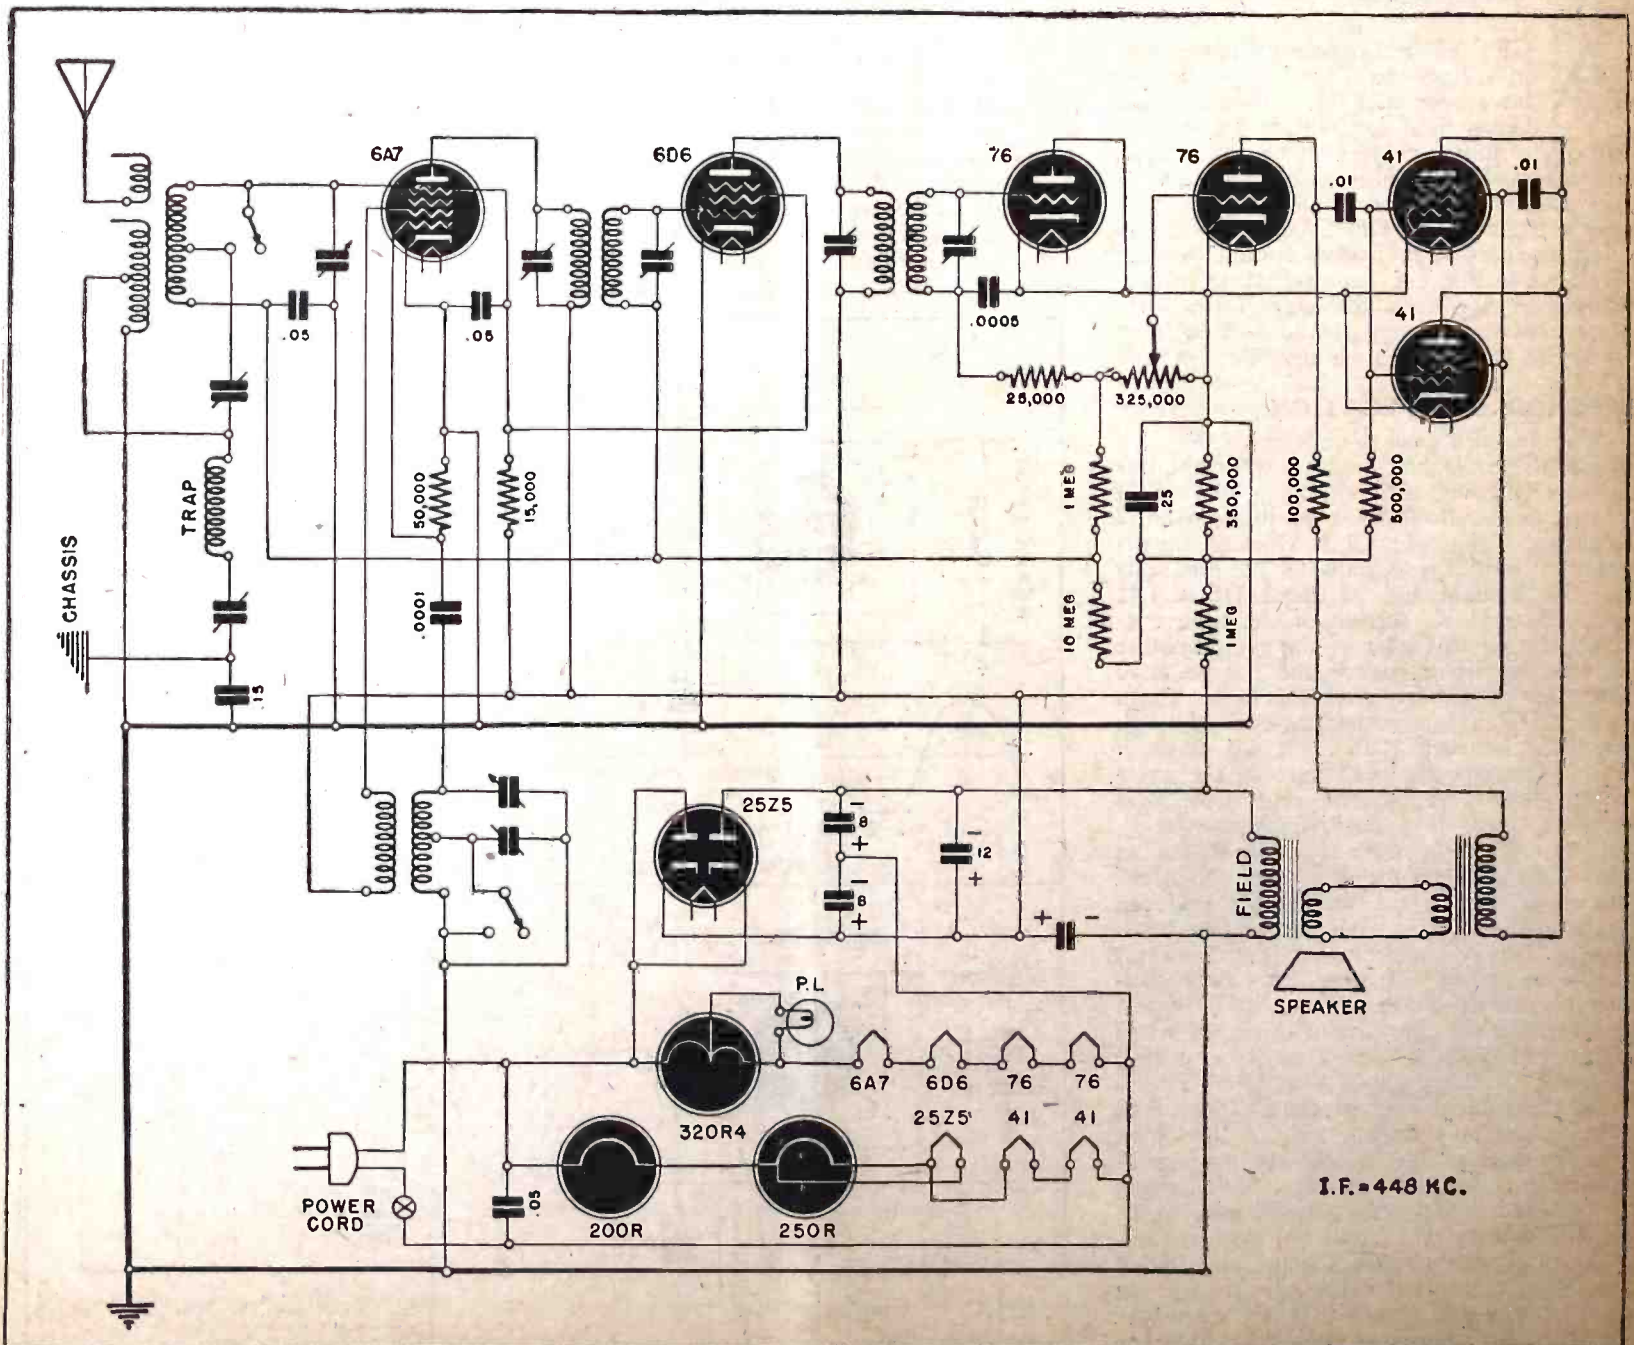 6A7
6D6
76
76
41
.01
.01
.05
.05
.0005
41
25,000
325,000
TRAP
50,000
15,000
1 MEG
.25
350,000
100,000
500,000
CHASSIS
.0001
10 MEG
1MEG
.15
25Z5
-
8
+
-
8
+
-
12
+
+ -
FIELD
SPEAKER
P.L.
6A7 6D6 76 76
320R4
25Z5 41 41
POWER
CORD
.05
200R
250R
I.F.=448 KC.